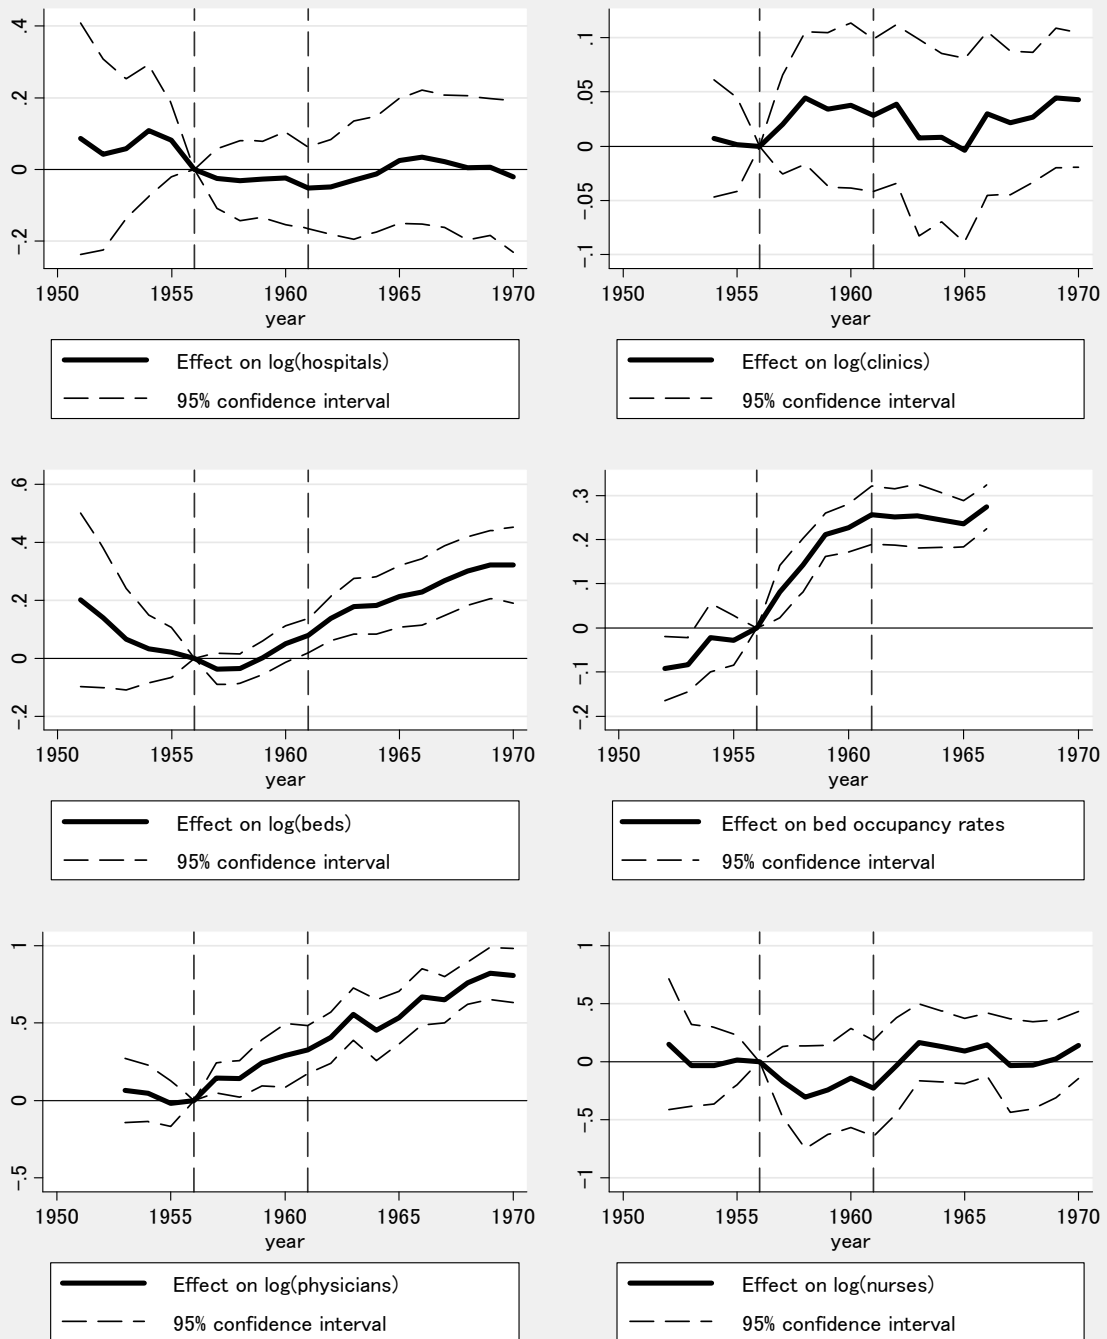 .4
.2
0
-.2
1950 1955 1960 1965 1970
year
Effect on log(hospitals)
95% confidence interval
.1
.05
0
-.05
-.1
1950 1955 1960 1965 1970
year
Effect on log(clinics)
95% confidence interval
.6
.4
.2
0
-.2
1950 1955 1960 1965 1970
year
Effect on log(beds)
95% confidence interval
.3
.2
.1
0
-.1
-.2
1950 1955 1960 1965 1970
year
Effect on bed occupancy rates
95% confidence interval
1
.5
0
-.5
1950 1955 1960 1965 1970
year
Effect on log(physicians)
95% confidence interval
1
.5
0
-.5
-1
1950 1955 1960 1965 1970
year
Effect on log(nurses)
95% confidence interval